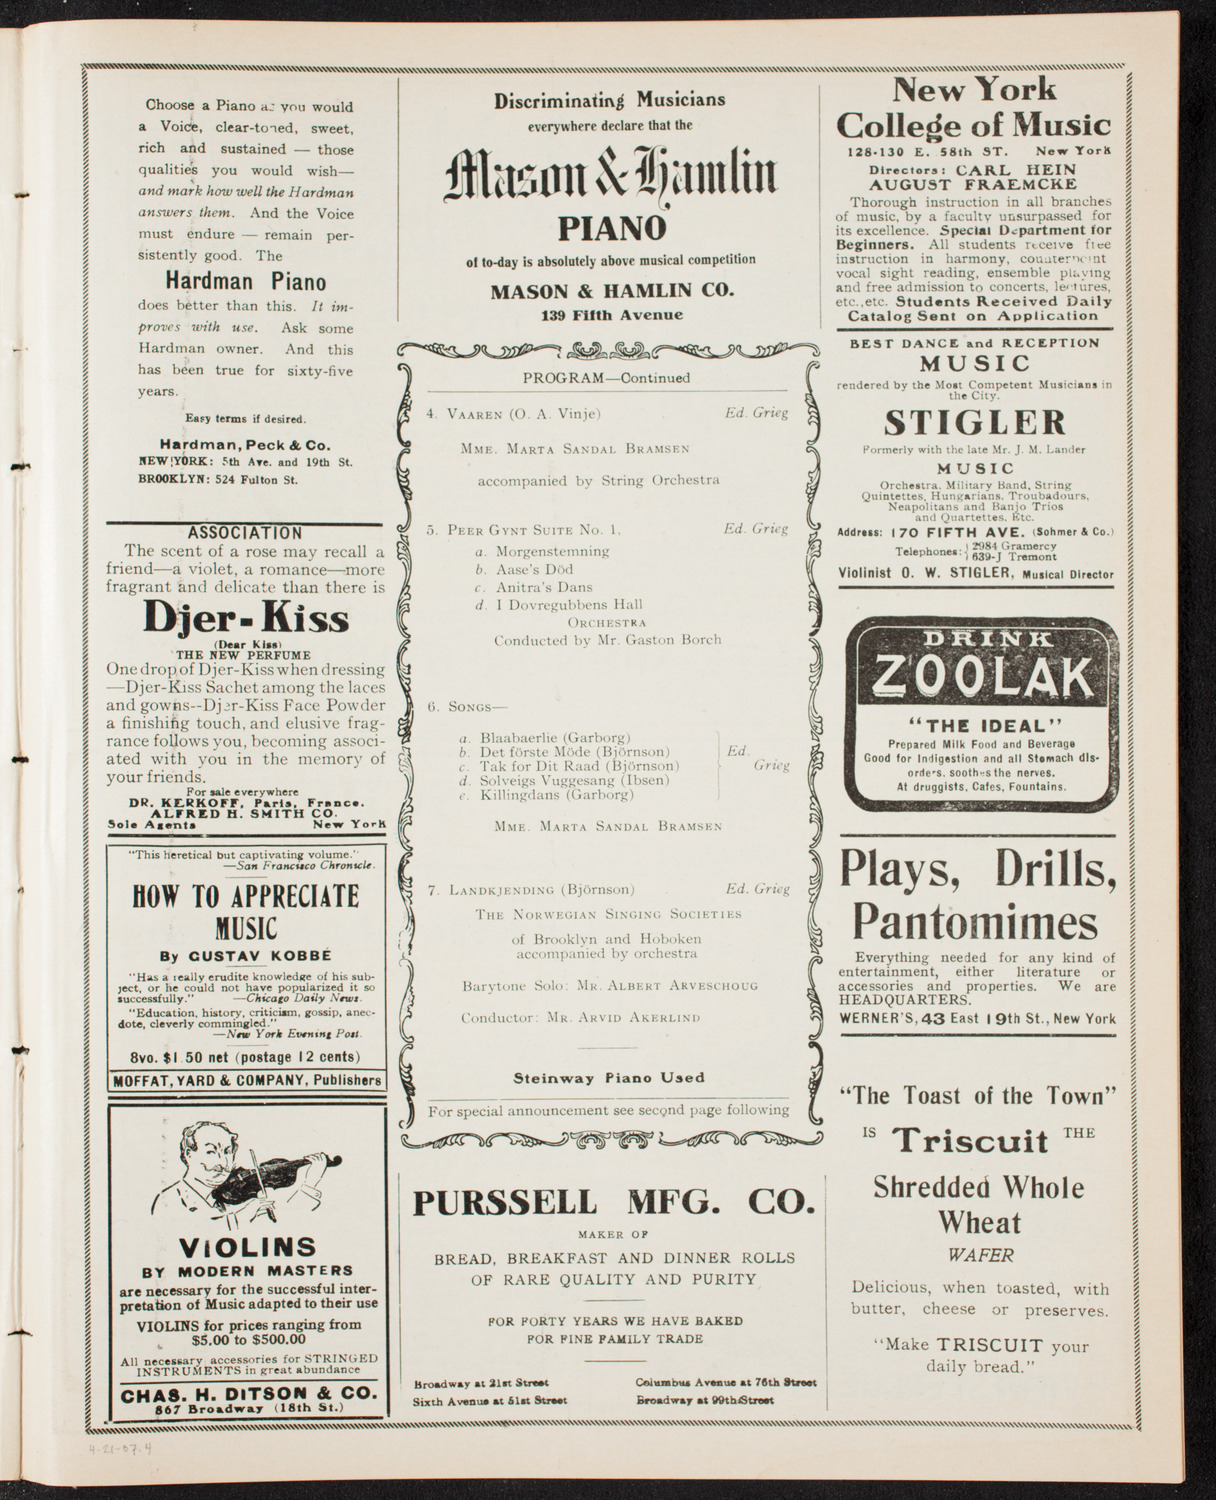 Choose a Piano as you would
a Voice, clear-toned, sweet,
rich and sustained — those
qualities you would wish—
and mark how well the Hardman
answers them. And the Voice
must endure — remain per-
sistently good. The
Hardman Piano
does better than this. It im-
proves with use. Ask some
Hardman owner. And this
has been true for sixty-five
years.
Easy terms if desired.
Hardman, Peck & Co.
NEW YORK: 5th Ave. and 19th St.
BROOKLYN: 524 Fulton St.
ASSOCIATION
The scent of a rose may recall a
friend—a violet, a romance—more
fragrant and delicate than there is
Djer-Kiss
(Dear Kiss)
THE NEW PERFUME
One drop of Djer-Kiss when dressing
—Djer-Kiss Sachet among the laces
and gowns--Djer-Kiss Face Powder
a finishing touch, and elusive frag-
rance follows you, becoming associ-
ated with you in the memory of
your friends.
For sale everywhere
DR. KERKOFF, Paris, France.
ALFRED H. SMITH CO.
Sole Agents New York
"This heretical but captivating volume."
—San Francisco Chronicle.
HOW TO APPRECIATE
MUSIC
By GUSTAV KOBBÉ
"Has a really erudite knowledge of his sub-
ject, or he could not have popularized it so
successfully." —Chicago Daily News.
"Education, history, criticism, gossip, anec-
dote, cleverly commingled."
—New York Evening Post.
8vo. $1 50 net (postage 12 cents)
MOFFAT, YARD & COMPANY, Publishers
VIOLINS
BY MODERN MASTERS
are necessary for the successful inter-
pretation of Music adapted to their use
VIOLINS for prices ranging from
$5.00 to $500.00
All necessary accessories for STRINGED
INSTRUMENTS in great abundance
CHAS. H. DITSON & CO.
867 Broadway (18th St.)
Discriminating Musicians
everywhere declare that the
Mason & Hamlin
PIANO
of to-day is absolutely above musical competition
MASON & HAMLIN CO.
139 Fifth Avenue
PROGRAM—Continued
4. VAAREN (O. A. Vinje) Ed. Grieg
MME. MARTA SANDAL BRAMSEN
accompanied by String Orchestra
5. PEER GYNT SUITE NO. 1, Ed. Grieg
a. Morgenstemning
b. Aase's Död
c. Anitra's Dans
d. I Dovregubbens Hall
ORCHESTRA
Conducted by Mr. Gaston Borch
6. SONGS—
a. Blaabaerlie (Garborg)
b. Det förste Möde (Björnson) Ed.
c. Tak for Dit Raad (Björnson) Grieg
d. Solveigs Vuggesang (Ibsen)
e. Killingdans (Garborg)
MME. MARTA SANDAL BRAMSEN
7. LANDKJENDING (Björnson) Ed. Grieg
THE NORWEGIAN SINGING SOCIETIES
of Brooklyn and Hoboken
accompanied by orchestra
Barytone Solo: MR. ALBERT ARVESCHOUG
Conductor: MR. ARVID AKERLIND
Steinway Piano Used
For special announcement see second page following
PURSSELL MFG. CO.
MAKER OF
BREAD, BREAKFAST AND DINNER ROLLS
OF RARE QUALITY AND PURITY
FOR FORTY YEARS WE HAVE BAKED
FOR FINE FAMILY TRADE
Broadway at 21st Street Columbus Avenue at 76th Street
Sixth Avenue at 51st Street Broadway at 99th Street
New York
College of Music
128-130 E. 58th ST. New York
Directors: CARL HEIN
AUGUST FRAEMCKE
Thorough instruction in all branches
of music, by a faculty unsurpassed for
its excellence. Special Department for
Beginners. All students receive free
instruction in harmony, counterpoint
vocal sight reading, ensemble playing
and free admission to concerts, lectures,
etc.,etc. Students Received Daily
Catalog Sent on Application
BEST DANCE and RECEPTION
MUSIC
rendered by the Most Competent Musicians in
the City.
STIGLER
Formerly with the late Mr. J. M. Lander
MUSIC
Orchestra, Military Band, String
Quintettes, Hungarians, Troubadours,
Neapolitans and Banjo Trios
and Quartettes, Etc.
Address: 170 FIFTH AVE. (Sohmer & Co.)
Telephones: 2984 Gramercy
639-J Tremont
Violinist O. W. STIGLER, Musical Director
DRINK
ZOOLAK
"THE IDEAL"
Prepared Milk Food and Beverage
Good for Indigestion and all Stomach dis-
orders, soothes the nerves.
At druggists, Cafes, Fountains.
Plays, Drills,
Pantomimes
Everything needed for any kind of
entertainment, either literature or
accessories and properties. We are
HEADQUARTERS.
WERNER'S, 43 East 19th St., New York
"The Toast of the Town"
IS Triscuit THE
Shredded Whole
Wheat
WAFER
Delicious, when toasted, with
butter, cheese or preserves.
"Make TRISCUIT your
daily bread."
4-21-07.4